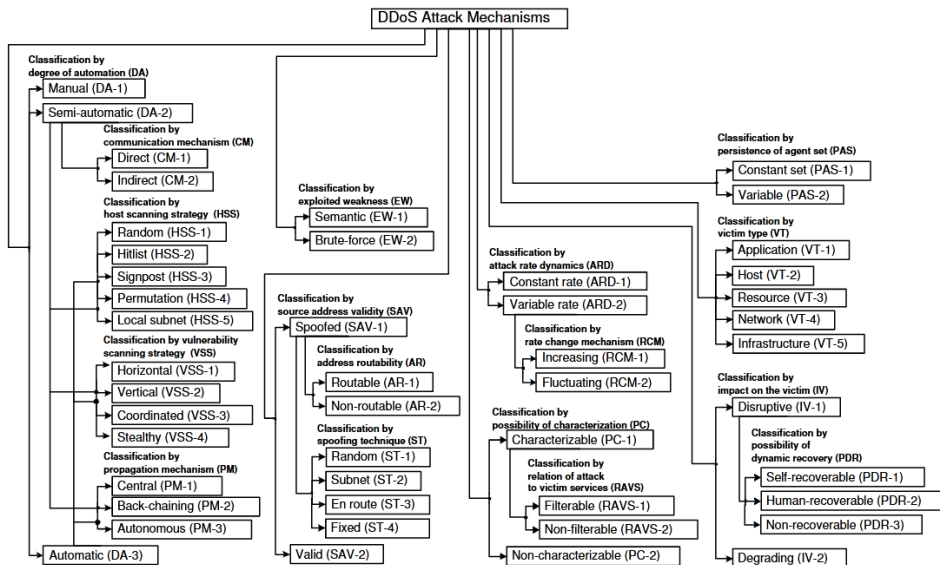 DDoS Attack Mechanisms
Classification by
degree of automation (DA)
Manual (DA-1)
Semi-automatic (DA-2)
Classification by
communication mechanism (CM)
Direct (CM-1)
Indirect (CM-2)
Classification by
host scanning strategy (HSS)
Random (HSS-1)
Hitlist (HSS-2)
Signpost (HSS-3)
Permutation (HSS-4)
Local subnet (HSS-5)
Classification by vulnerability
scanning strategy (VSS)
Horizontal (VSS-1)
Vertical (VSS-2)
Coordinated (VSS-3)
Stealthy (VSS-4)
Classification by
propagation mechanism (PM)
Central (PM-1)
Back-chaining (PM-2)
Autonomous (PM-3)
Automatic (DA-3)
Classification by
exploited weakness (EW)
Semantic (EW-1)
Brute-force (EW-2)
Classification by
source address validity (SAV)
Spoofed (SAV-1)
Classification by
address routability (AR)
Routable (AR-1)
Non-routable (AR-2)
Classification by
spoofing technique (ST)
Random (ST-1)
Subnet (ST-2)
En route (ST-3)
Fixed (ST-4)
Valid (SAV-2)
Classification by
attack rate dynamics (ARD)
Constant rate (ARD-1)
Variable rate (ARD-2)
Classification by
rate change mechanism (RCM)
Increasing (RCM-1)
Fluctuating (RCM-2)
Classification by
possibility of characterization (PC)
Characterizable (PC-1)
Classification by
relation of attack
to victim services (RAVS)
Filterable (RAVS-1)
Non-filterable (RAVS-2)
Non-characterizable (PC-2)
Classification by
persistence of agent set (PAS)
Constant set (PAS-1)
Variable (PAS-2)
Classification by
victim type (VT)
Application (VT-1)
Host (VT-2)
Resource (VT-3)
Network (VT-4)
Infrastructure (VT-5)
Classification by
impact on the victim (IV)
Disruptive (IV-1)
Classification by
possibility of
dynamic recovery (PDR)
Self-recoverable (PDR-1)
Human-recoverable (PDR-2)
Non-recoverable (PDR-3)
Degrading (IV-2)